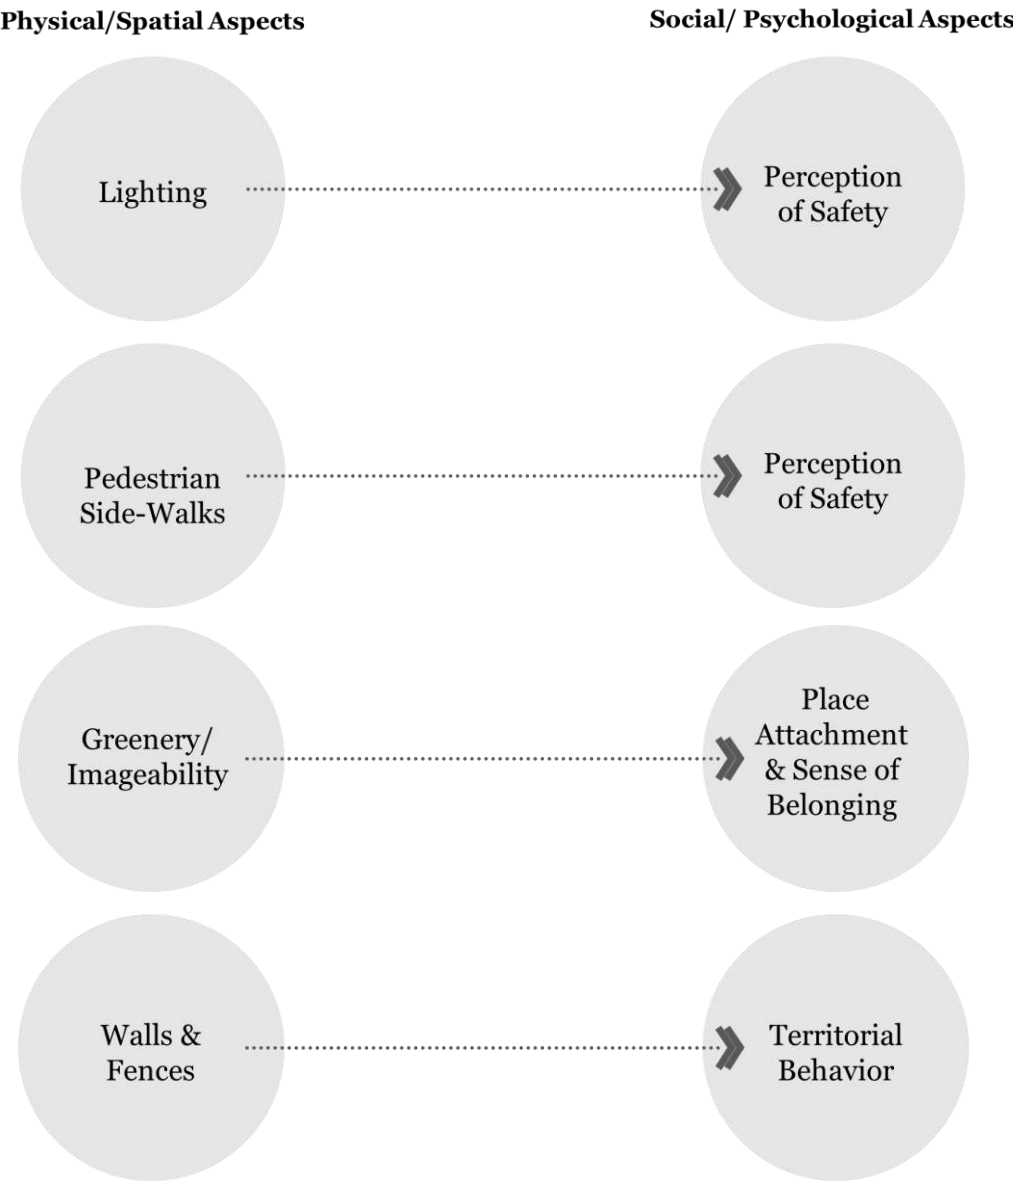 Physical/Spatial Aspects
Social/ Psychological Aspects
Lighting
Perception
of Safety
Pedestrian
Side-Walks
Perception
of Safety
Greenery/
Imageability
Place
Attachment
& Sense of
Belonging
Walls &
Fences
Territorial
Behavior